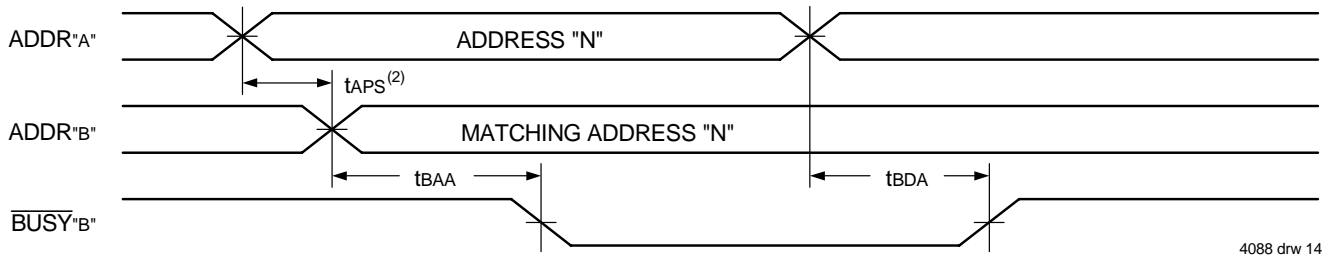 ADDR"A"
ADDRESS "N"
tAPS(2)
ADDR"B"
MATCHING ADDRESS "N"
tBAA
tBDA
BUSY"B"
4088 drw 14